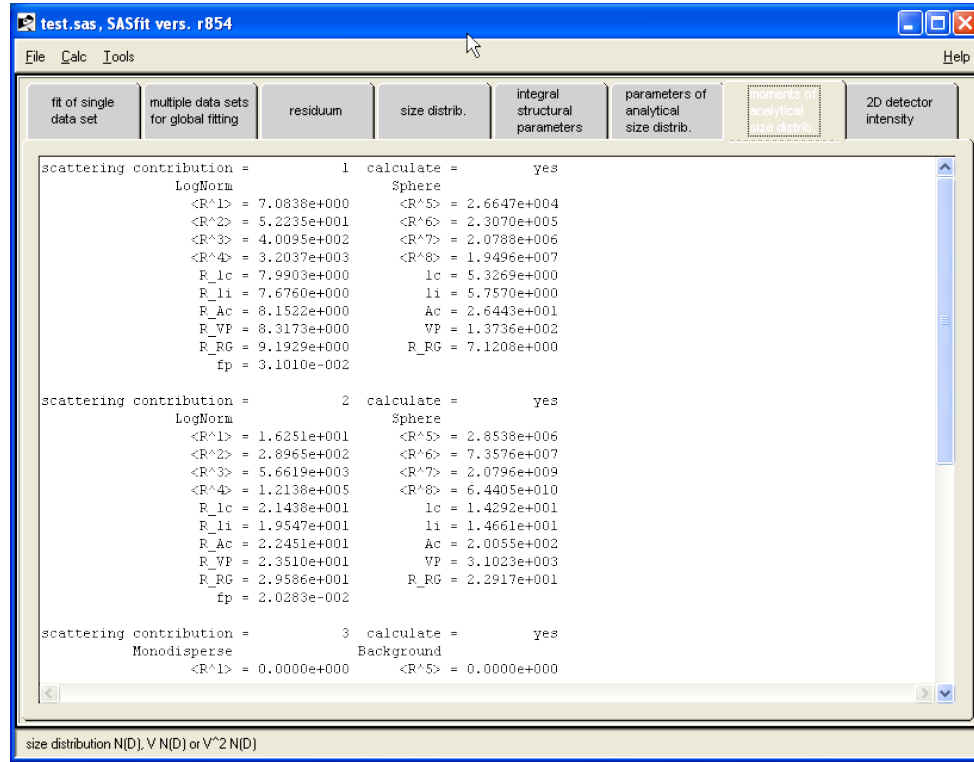 test.sas, SASfit vers. r854
File Calc Tools Help
fit of single data set
multiple data sets for global fitting
residuum
size distrib.
integral structural parameters
parameters of analytical size distrib.
moments of analytical size distrib.
2D detector intensity
scattering contribution = 1 calculate = yes
LogNorm Sphere
<R^1> = 7.0838e+000 <R^5> = 2.6647e+004
<R^2> = 5.2235e+001 <R^6> = 2.3070e+005
<R^3> = 4.0095e+002 <R^7> = 2.0788e+006
<R^4> = 3.2037e+003 <R^8> = 1.9496e+007
R_lc = 7.9903e+000 lc = 5.3269e+000
R_li = 7.6760e+000 li = 5.7570e+000
R_Ac = 8.1522e+000 Ac = 2.6443e+001
R_VP = 8.3173e+000 VP = 1.3736e+002
R_RG = 9.1929e+000 R_RG = 7.1208e+000
fp = 3.1010e-002
scattering contribution = 2 calculate = yes
LogNorm Sphere
<R^1> = 1.6251e+001 <R^5> = 2.8538e+006
<R^2> = 2.8965e+002 <R^6> = 7.3576e+007
<R^3> = 5.6619e+003 <R^7> = 2.0796e+009
<R^4> = 1.2138e+005 <R^8> = 6.4405e+010
R_lc = 2.1438e+001 lc = 1.4292e+001
R_li = 1.9547e+001 li = 1.4661e+001
R_Ac = 2.2451e+001 Ac = 2.0055e+002
R_VP = 2.3510e+001 VP = 3.1023e+003
R_RG = 2.9586e+001 R_RG = 2.2917e+001
fp = 2.0283e-002
scattering contribution = 3 calculate = yes
Monodisperse Background
<R^1> = 0.0000e+000 <R^5> = 0.0000e+000
size distribution N(D), V N(D) or V^2 N(D)